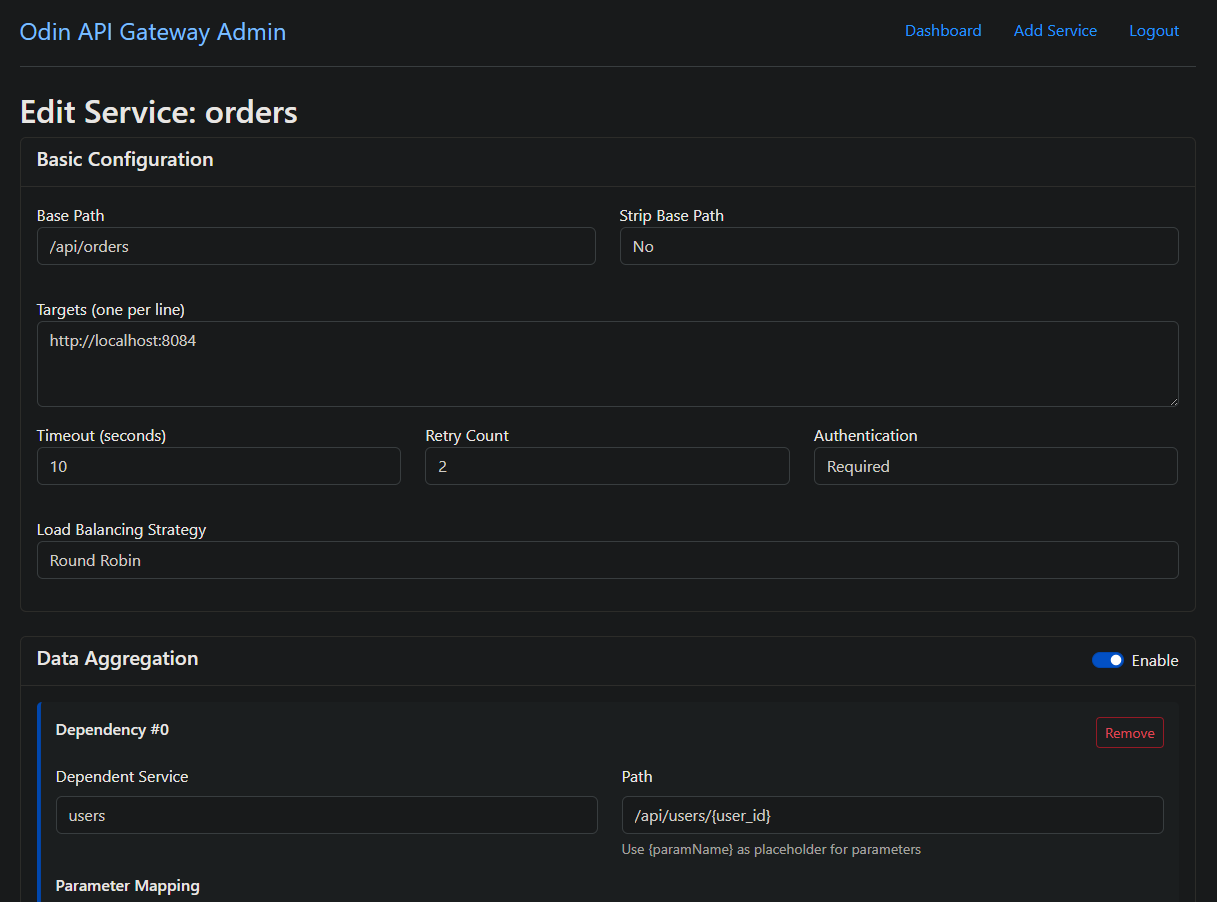 Odin API Gateway Admin Dashboard Add Service Logout
Edit Service: orders
Basic Configuration
Base Path Strip Base Path
/api/orders No
Targets (one per line)
http://localhost:8084
Timeout (seconds) Retry Count Authentication
10 2 Required
Load Balancing Strategy
Round Robin
Data Aggregation Enable
Dependency #0 Remove
Dependent Service Path
users /api/users/{user_id}
Use {paramName} as placeholder for parameters
Parameter Mapping